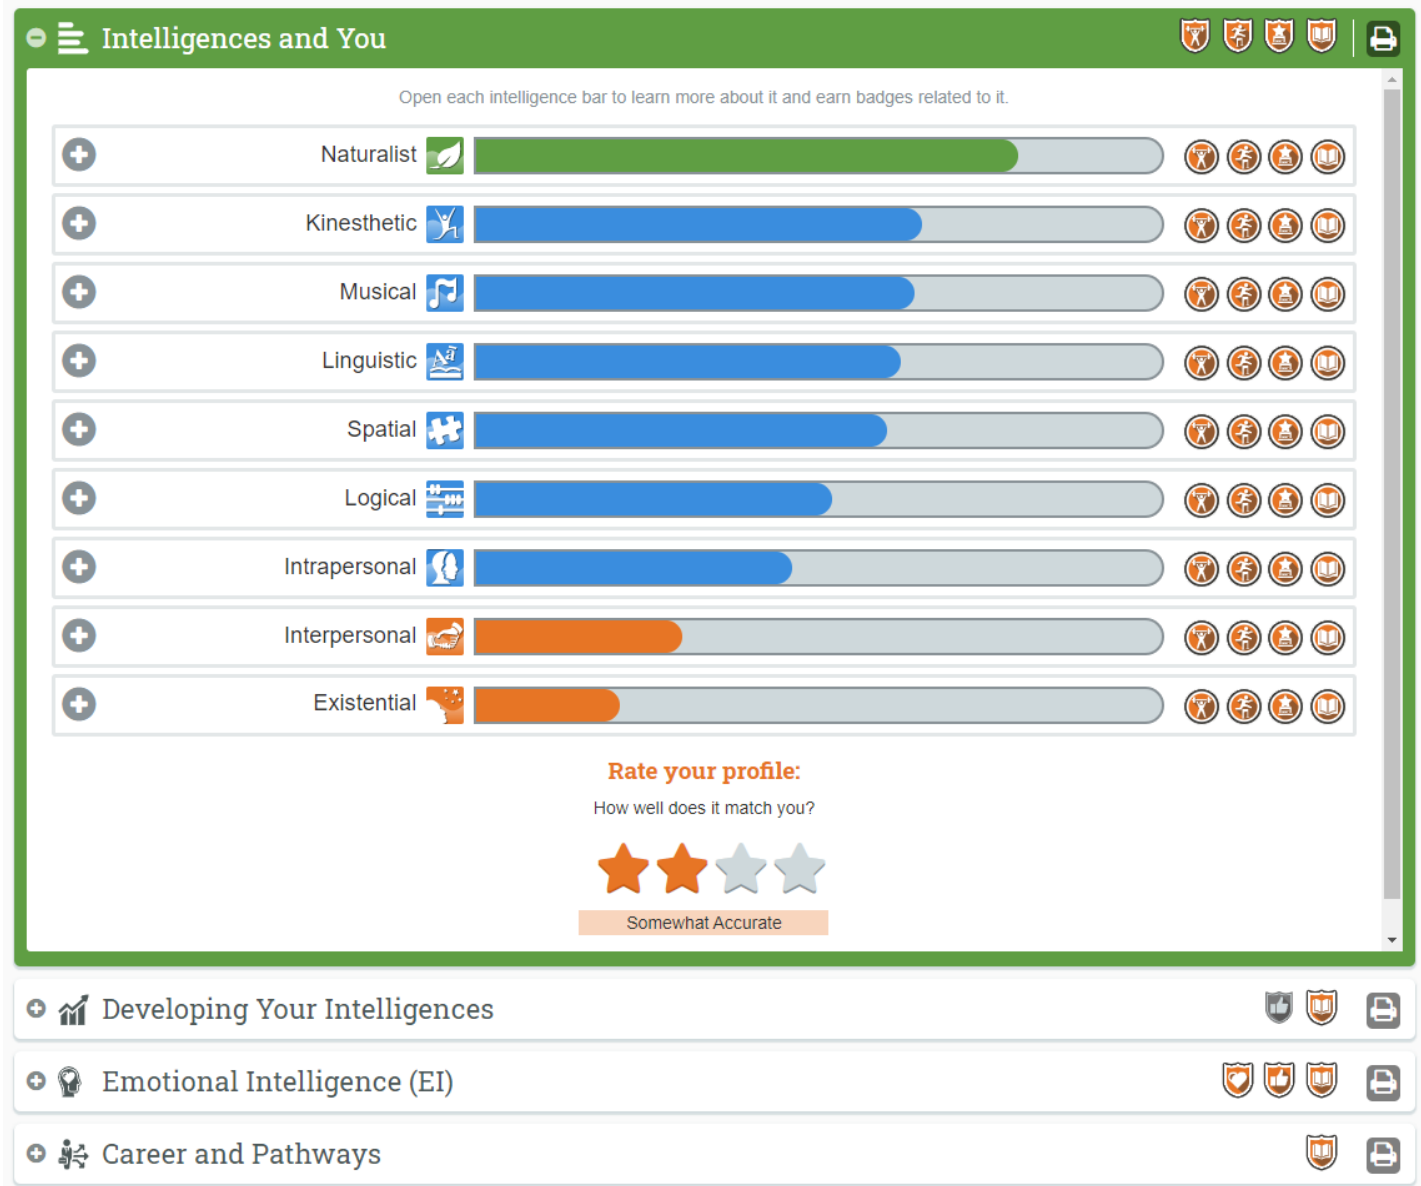 Intelligences and You
Open each intelligence bar to learn more about it and earn badges related to it.
Naturalist
Kinesthetic
Musical
Linguistic
Spatial
Logical
Intrapersonal
Interpersonal
Existential
Rate your profile:
How well does it match you?
Somewhat Accurate
Developing Your Intelligences
Emotional Intelligence (EI)
Career and Pathways